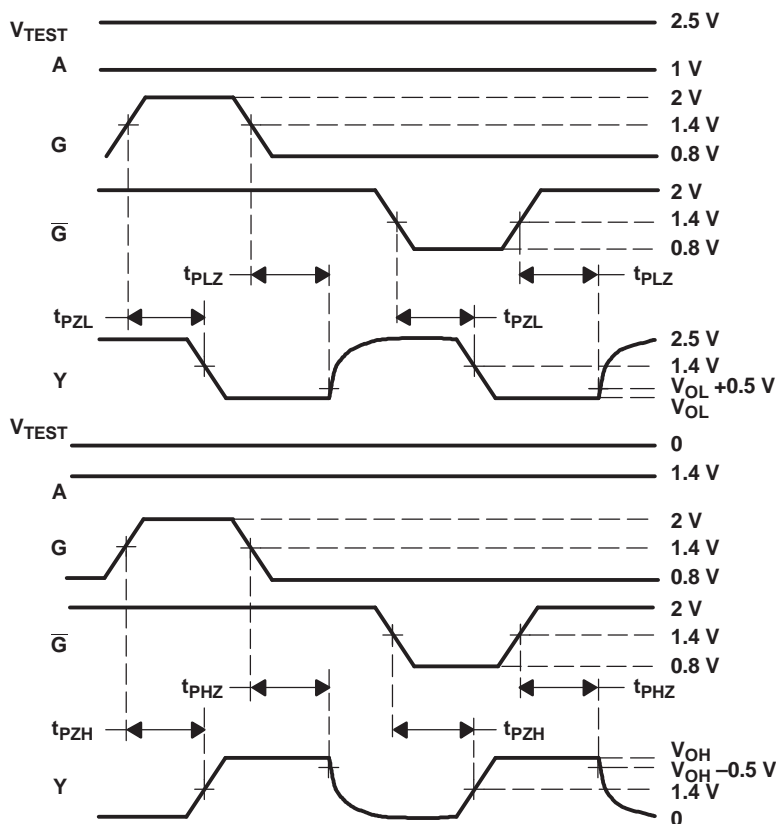 V_TEST 2.5 V
A 1 V
2 V
1.4 V
G 0.8 V
2 V
G̅ 1.4 V
0.8 V
t_PLZ t_PLZ
t_PZL t_PZL
2.5 V
Y 1.4 V
V_OL +0.5 V
V_OL
V_TEST 0
A 1.4 V
2 V
G 1.4 V
0.8 V
2 V
G̅ 1.4 V
0.8 V
t_PHZ t_PHZ
t_PZH t_PZH
V_OH
V_OH –0.5 V
Y 1.4 V
0